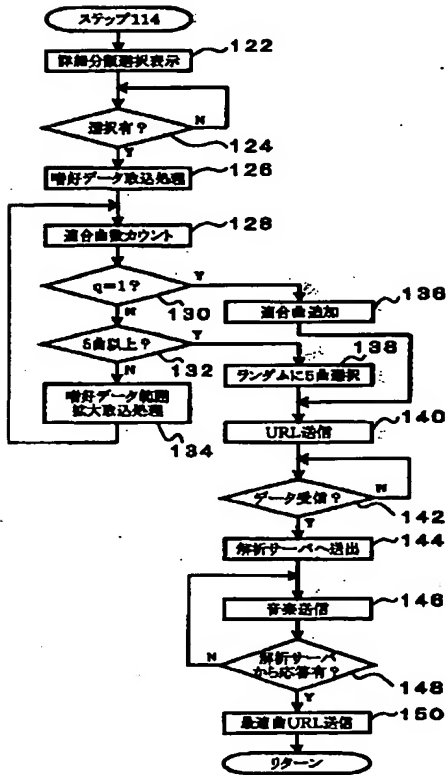 ステップ114
詳細分類選択表示
122
選択有?
N
124
Y
嗜好データ取込処理
126
適合曲数カウント
128
q=1?
Y
130
N
5曲以上?
Y
132
N
嗜好データ範囲
拡大取込処理
134
適合曲追加
136
ランダムに5曲選択
138
URL送信
140
データ受信?
N
142
Y
解析サーバへ送出
144
音楽送信
146
解析サーバ
から応答有?
N
148
Y
最適曲URL送信
150
リターン